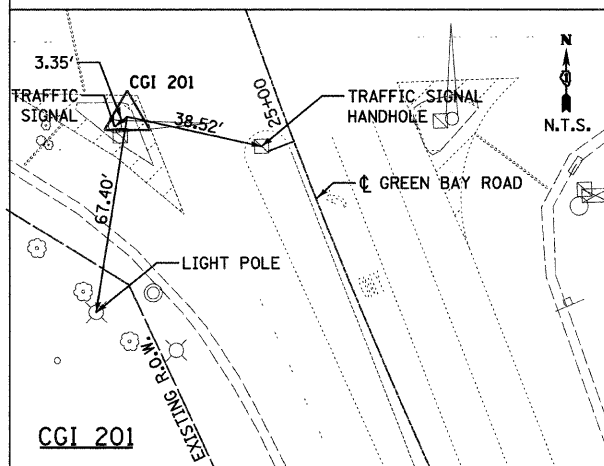 3.35'
CGI 201
TRAFFIC
SIGNAL
38.52'
25+00
TRAFFIC SIGNAL
HANDHOLE
N
N.T.S.
℄ GREEN BAY ROAD
67.40'
LIGHT POLE
EXISTING R.O.W.
CGI 201